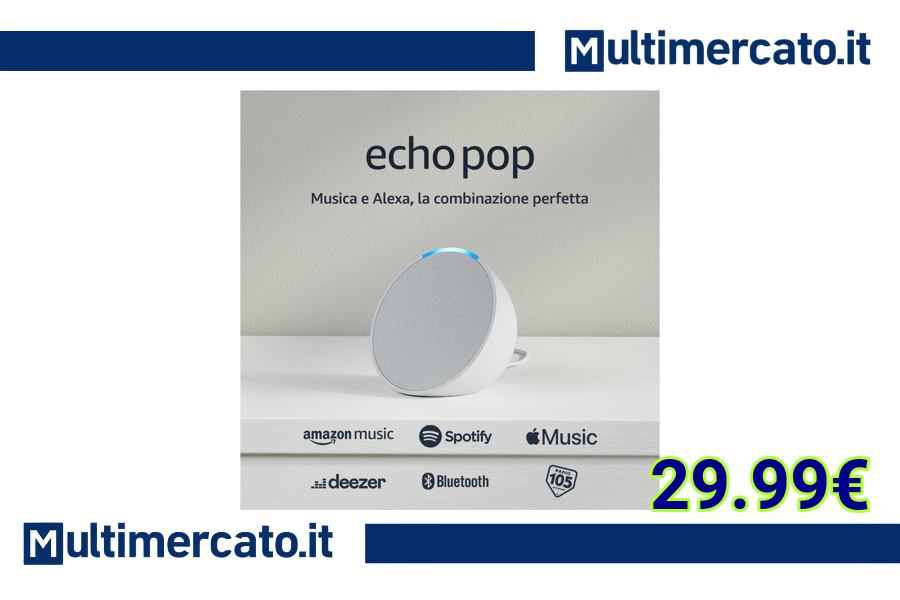 Multimercato.it
echo pop
Musica e Alexa, la combinazione perfetta
amazon music Spotify Music
deezer Bluetooth RADIO 105
29.99€
Multimercato.it